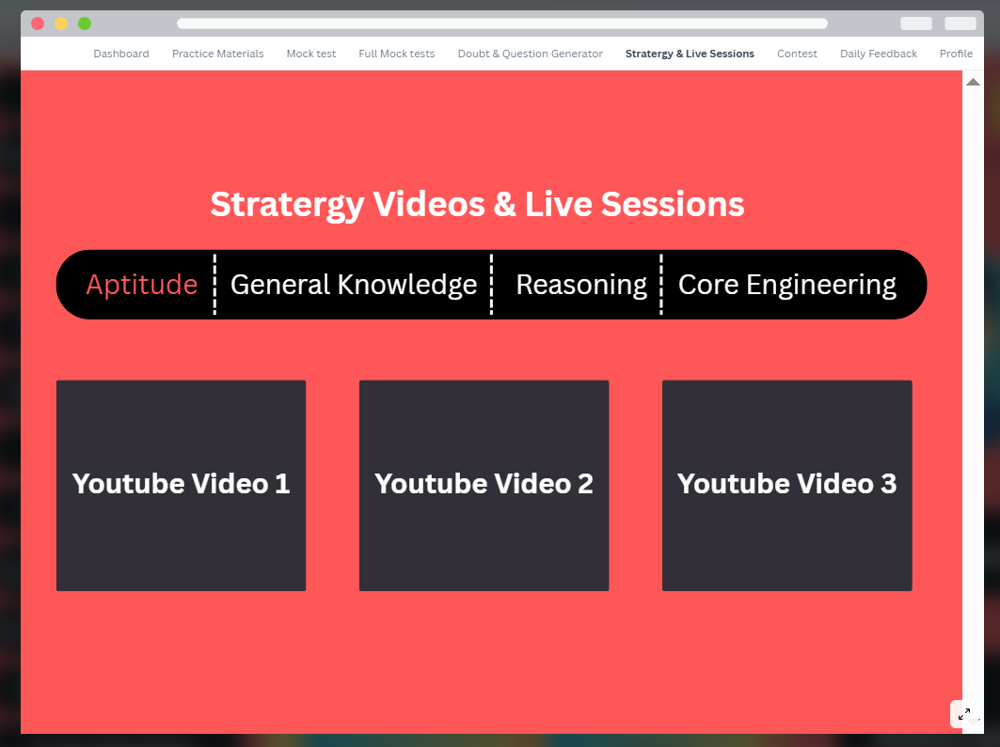 Dashboard Practice Materials Mock test Full Mock tests Doubt & Question Generator Stratergy & Live Sessions Contest Daily Feedback Profile
Stratergy Videos & Live Sessions
Aptitude General Knowledge Reasoning Core Engineering
Youtube Video 1 Youtube Video 2 Youtube Video 3